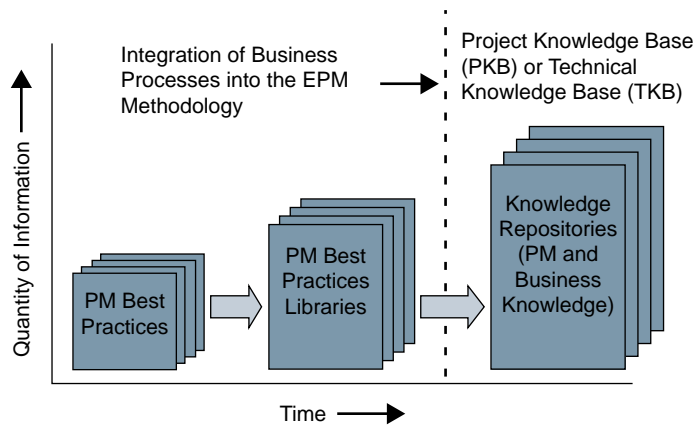 Integration of Business
Processes into the EPM
Methodology
Project Knowledge Base
(PKB) or Technical
Knowledge Base (TKB)
Quantity of Information
PM Best
Practices
PM Best
Practices
Libraries
Knowledge
Repositories
(PM and
Business
Knowledge)
Time